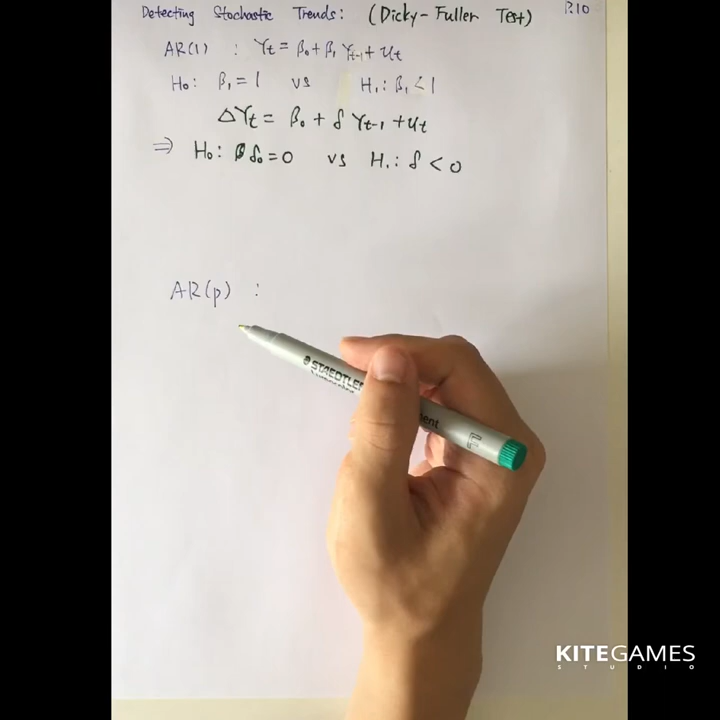 Detecting Stochastic Trends: (Dicky-Fuller Test) P.10
AR(1) : Yt = β₀ + β₁ Yt-1 + ut
H₀: β₁ = 1 vs H₁: β₁ < 1
ΔYt = β₀ + δ Yt-1 + ut
⇒ H₀: δ₀ = 0 vs H₁: δ < 0
AR(p) :
STAEDTLER
KITEGAMES
STUDIO